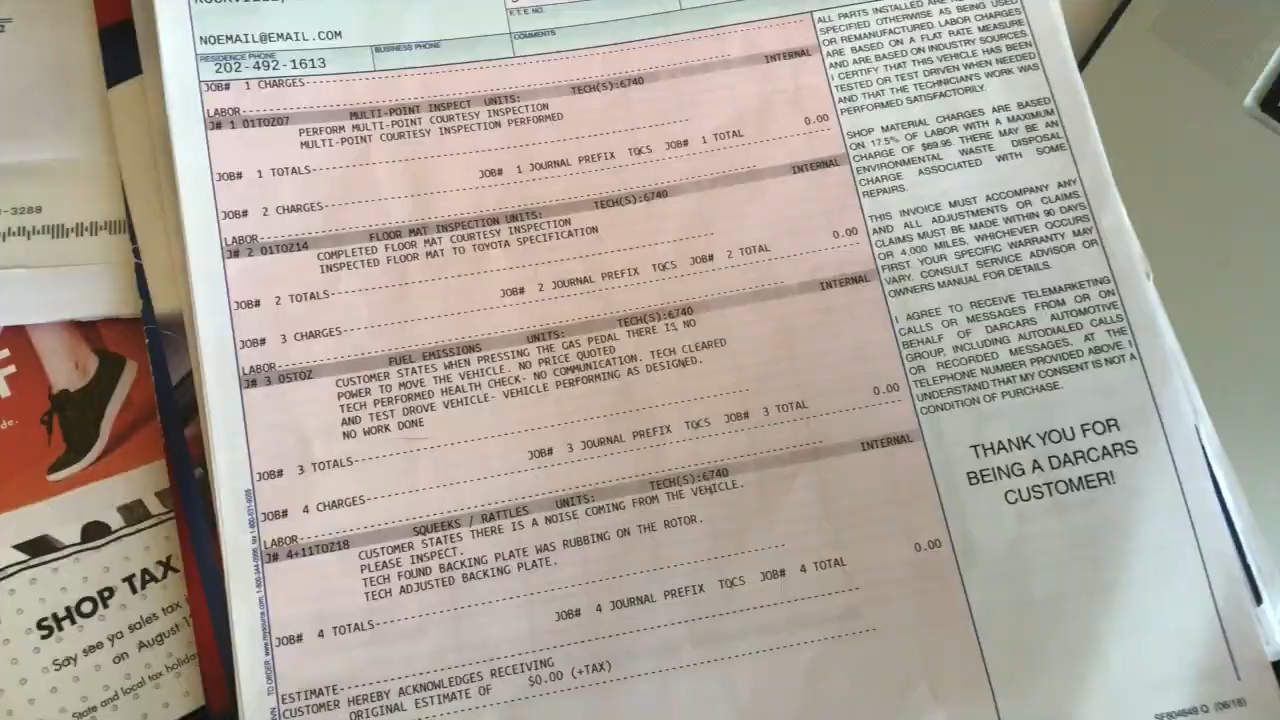 NOEMAIL@EMAIL.COM
RESIDENCE PHONE
202-492-1613
BUSINESS PHONE
F.T.E NO.
COMMENTS
JOB# 1 CHARGES
LABOR
J# 1 01TOZ07 MULTI-POINT INSPECT UNITS: TECH(S):6740 INTERNAL
PERFORM MULTI-POINT COURTESY INSPECTION
MULTI-POINT COURTESY INSPECTION PERFORMED
JOB# 1 TOTALS
JOB# 1 JOURNAL PREFIX TQCS JOB# 1 TOTAL 0.00
JOB# 2 CHARGES
LABOR
J# 2 01TOZ14 FLOOR MAT INSPECTION UNITS: TECH(S):6740 INTERNAL
COMPLETED FLOOR MAT COURTESY INSPECTION
INSPECTED FLOOR MAT TO TOYOTA SPECIFICATION
JOB# 2 TOTALS
JOB# 2 JOURNAL PREFIX TQCS JOB# 2 TOTAL 0.00
JOB# 3 CHARGES
LABOR
J# 3 05TOZ FUEL EMISSIONS UNITS: TECH(S):6740 INTERNAL
CUSTOMER STATES WHEN PRESSING THE GAS PEDAL THERE IS NO
POWER TO MOVE THE VEHICLE. NO PRICE QUOTED
TECH PERFORMED HEALTH CHECK- NO COMMUNICATION. TECH CLEARED
AND TEST DROVE VEHICLE- VEHICLE PERFORMING AS DESIGNED.
NO WORK DONE
JOB# 3 TOTALS
JOB# 3 JOURNAL PREFIX TQCS JOB# 3 TOTAL 0.00
JOB# 4 CHARGES
LABOR
J# 4+11TOZ18 SQUEEKS / RATTLES UNITS: TECH(S):6740 INTERNAL
CUSTOMER STATES THERE IS A NOISE COMING FROM THE VEHICLE.
PLEASE INSPECT.
TECH FOUND BACKING PLATE WAS RUBBING ON THE ROTOR.
TECH ADJUSTED BACKING PLATE.
JOB# 4 TOTALS
JOB# 4 JOURNAL PREFIX TQCS JOB# 4 TOTAL 0.00
ESTIMATE
CUSTOMER HEREBY ACKNOWLEDGES RECEIVING
ORIGINAL ESTIMATE OF $0.00 (+TAX)
ALL PARTS INSTALLED ARE
SPECIFIED OTHERWISE AS BEING USED
OR REMANUFACTURED. LABOR CHARGES
ARE BASED ON A FLAT RATE MEASURE
AND ARE BASED ON INDUSTRY SOURCES.
I CERTIFY THAT THIS VEHICLE HAS BEEN
TESTED OR TEST DRIVEN WHEN NEEDED
AND THAT THE TECHNICIAN'S WORK WAS
PERFORMED SATISFACTORILY.
SHOP MATERIAL CHARGES ARE BASED
ON 17.5% OF LABOR WITH A MAXIMUM
CHARGE OF $69.95. THERE MAY BE AN
ENVIRONMENTAL WASTE DISPOSAL
CHARGE ASSOCIATED WITH SOME
REPAIRS.
THIS INVOICE MUST ACCOMPANY ANY
AND ALL ADJUSTMENTS OR CLAIMS
CLAIMS MUST BE MADE WITHIN 90 DAYS
OR 4,000 MILES, WHICHEVER OCCURS
FIRST. YOUR SPECIFIC WARRANTY MAY
VARY. CONSULT SERVICE ADVISOR OR
OWNERS MANUAL FOR DETAILS.
I AGREE TO RECEIVE TELEMARKETING
CALLS OR MESSAGES FROM OR ON
BEHALF OF DARCARS AUTOMOTIVE
GROUP, INCLUDING AUTODIALED CALLS
OR RECORDED MESSAGES, AT THE
TELEPHONE NUMBER PROVIDED ABOVE. I
UNDERSTAND THAT MY CONSENT IS NOT A
CONDITION OF PURCHASE.
THANK YOU FOR
BEING A DARCARS
CUSTOMER!
(06/18)
-3288
de.
SHOP TAX
Say see ya sales tax
on August
State and local tax